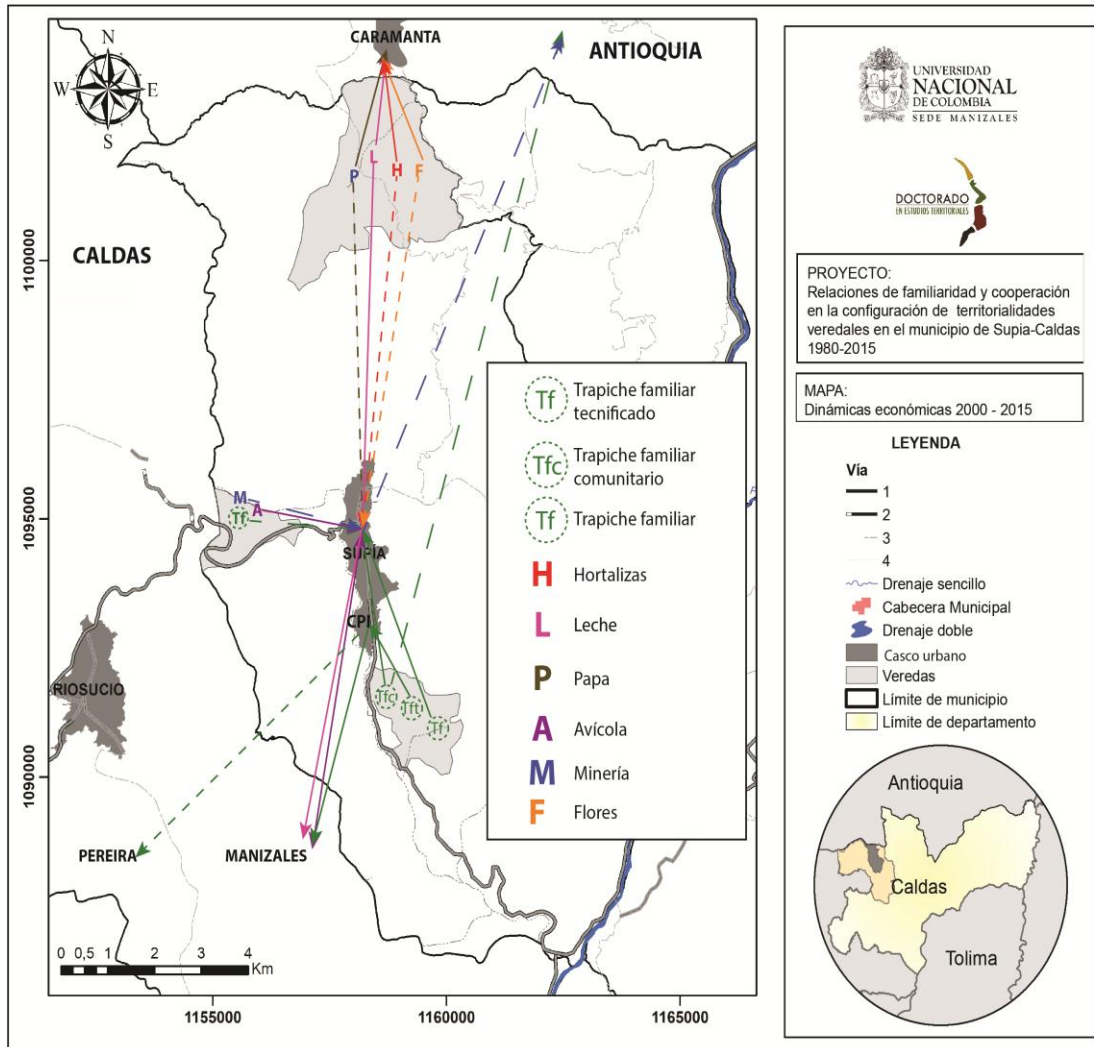 N
W
E
S
CARAMANTA
ANTIOQUIA
CALDAS
P
L
H
F
M
A
Tf
SUPÍA
CPI
Tfc
Tft
Tf
RIOSUCIO
PEREIRA
MANIZALES
1100000
1095000
1090000
1155000
1160000
1165000
0 0,5 1 2 3 4
Km
Tf Trapiche familiar
tecnificado
Tfc Trapiche familiar
comunitario
Tf Trapiche familiar
H Hortalizas
L Leche
P Papa
A Avícola
M Minería
F Flores
UNIVERSIDAD
NACIONAL
DE COLOMBIA
SEDE MANIZALES
DOCTORADO
EN ESTUDIOS TERRITORIALES
PROYECTO:
Relaciones de familiaridad y cooperación
en la configuración de territorialidades
veredales en el municipio de Supia-Caldas
1980-2015
MAPA:
Dinámicas económicas 2000 - 2015
LEYENDA
Vía
1
2
3
4
Drenaje sencillo
Cabecera Municipal
Drenaje doble
Casco urbano
Veredas
Límite de municipio
Límite de departamento
Antioquia
Caldas
Tolima